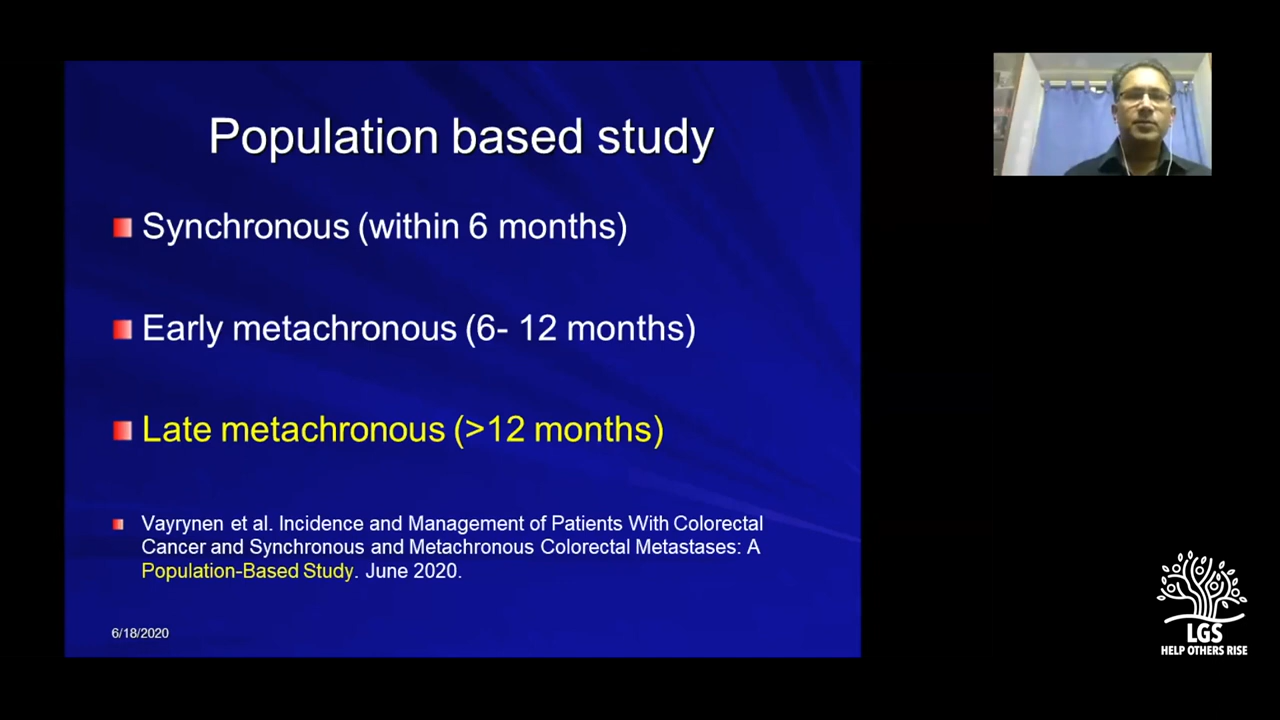 Population based study
Synchronous (within 6 months)
Early metachronous (6- 12 months)
Late metachronous (>12 months)
Vayrynen et al. Incidence and Management of Patients With Colorectal
Cancer and Synchronous and Metachronous Colorectal Metastases: A
Population-Based Study. June 2020.
6/18/2020
LGS
HELP OTHERS RISE